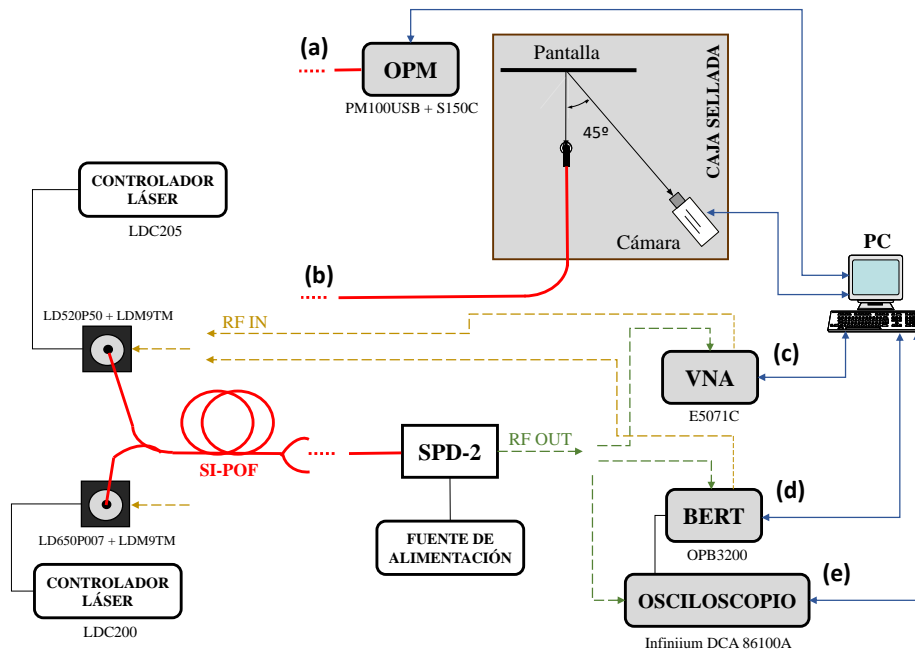 (a)
OPM
PM100USB + S150C
Pantalla
45º
CAJA SELLADA
Cámara
CONTROLADOR
LÁSER
LDC205
(b)
PC
LD520P50 + LDM9TM
RF IN
(c)
VNA
E5071C
SI-POF
SPD-2
RF OUT
(d)
BERT
OPB3200
LD650P007 + LDM9TM
FUENTE DE
ALIMENTACIÓN
CONTROLADOR
LÁSER
LDC200
(e)
OSCILOSCOPIO
Infiniium DCA 86100A